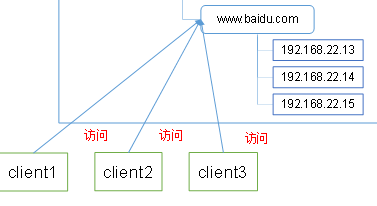 www.baidu.com
192.168.22.13
192.168.22.14
192.168.22.15
访问
访问
访问
client1
client2
client3